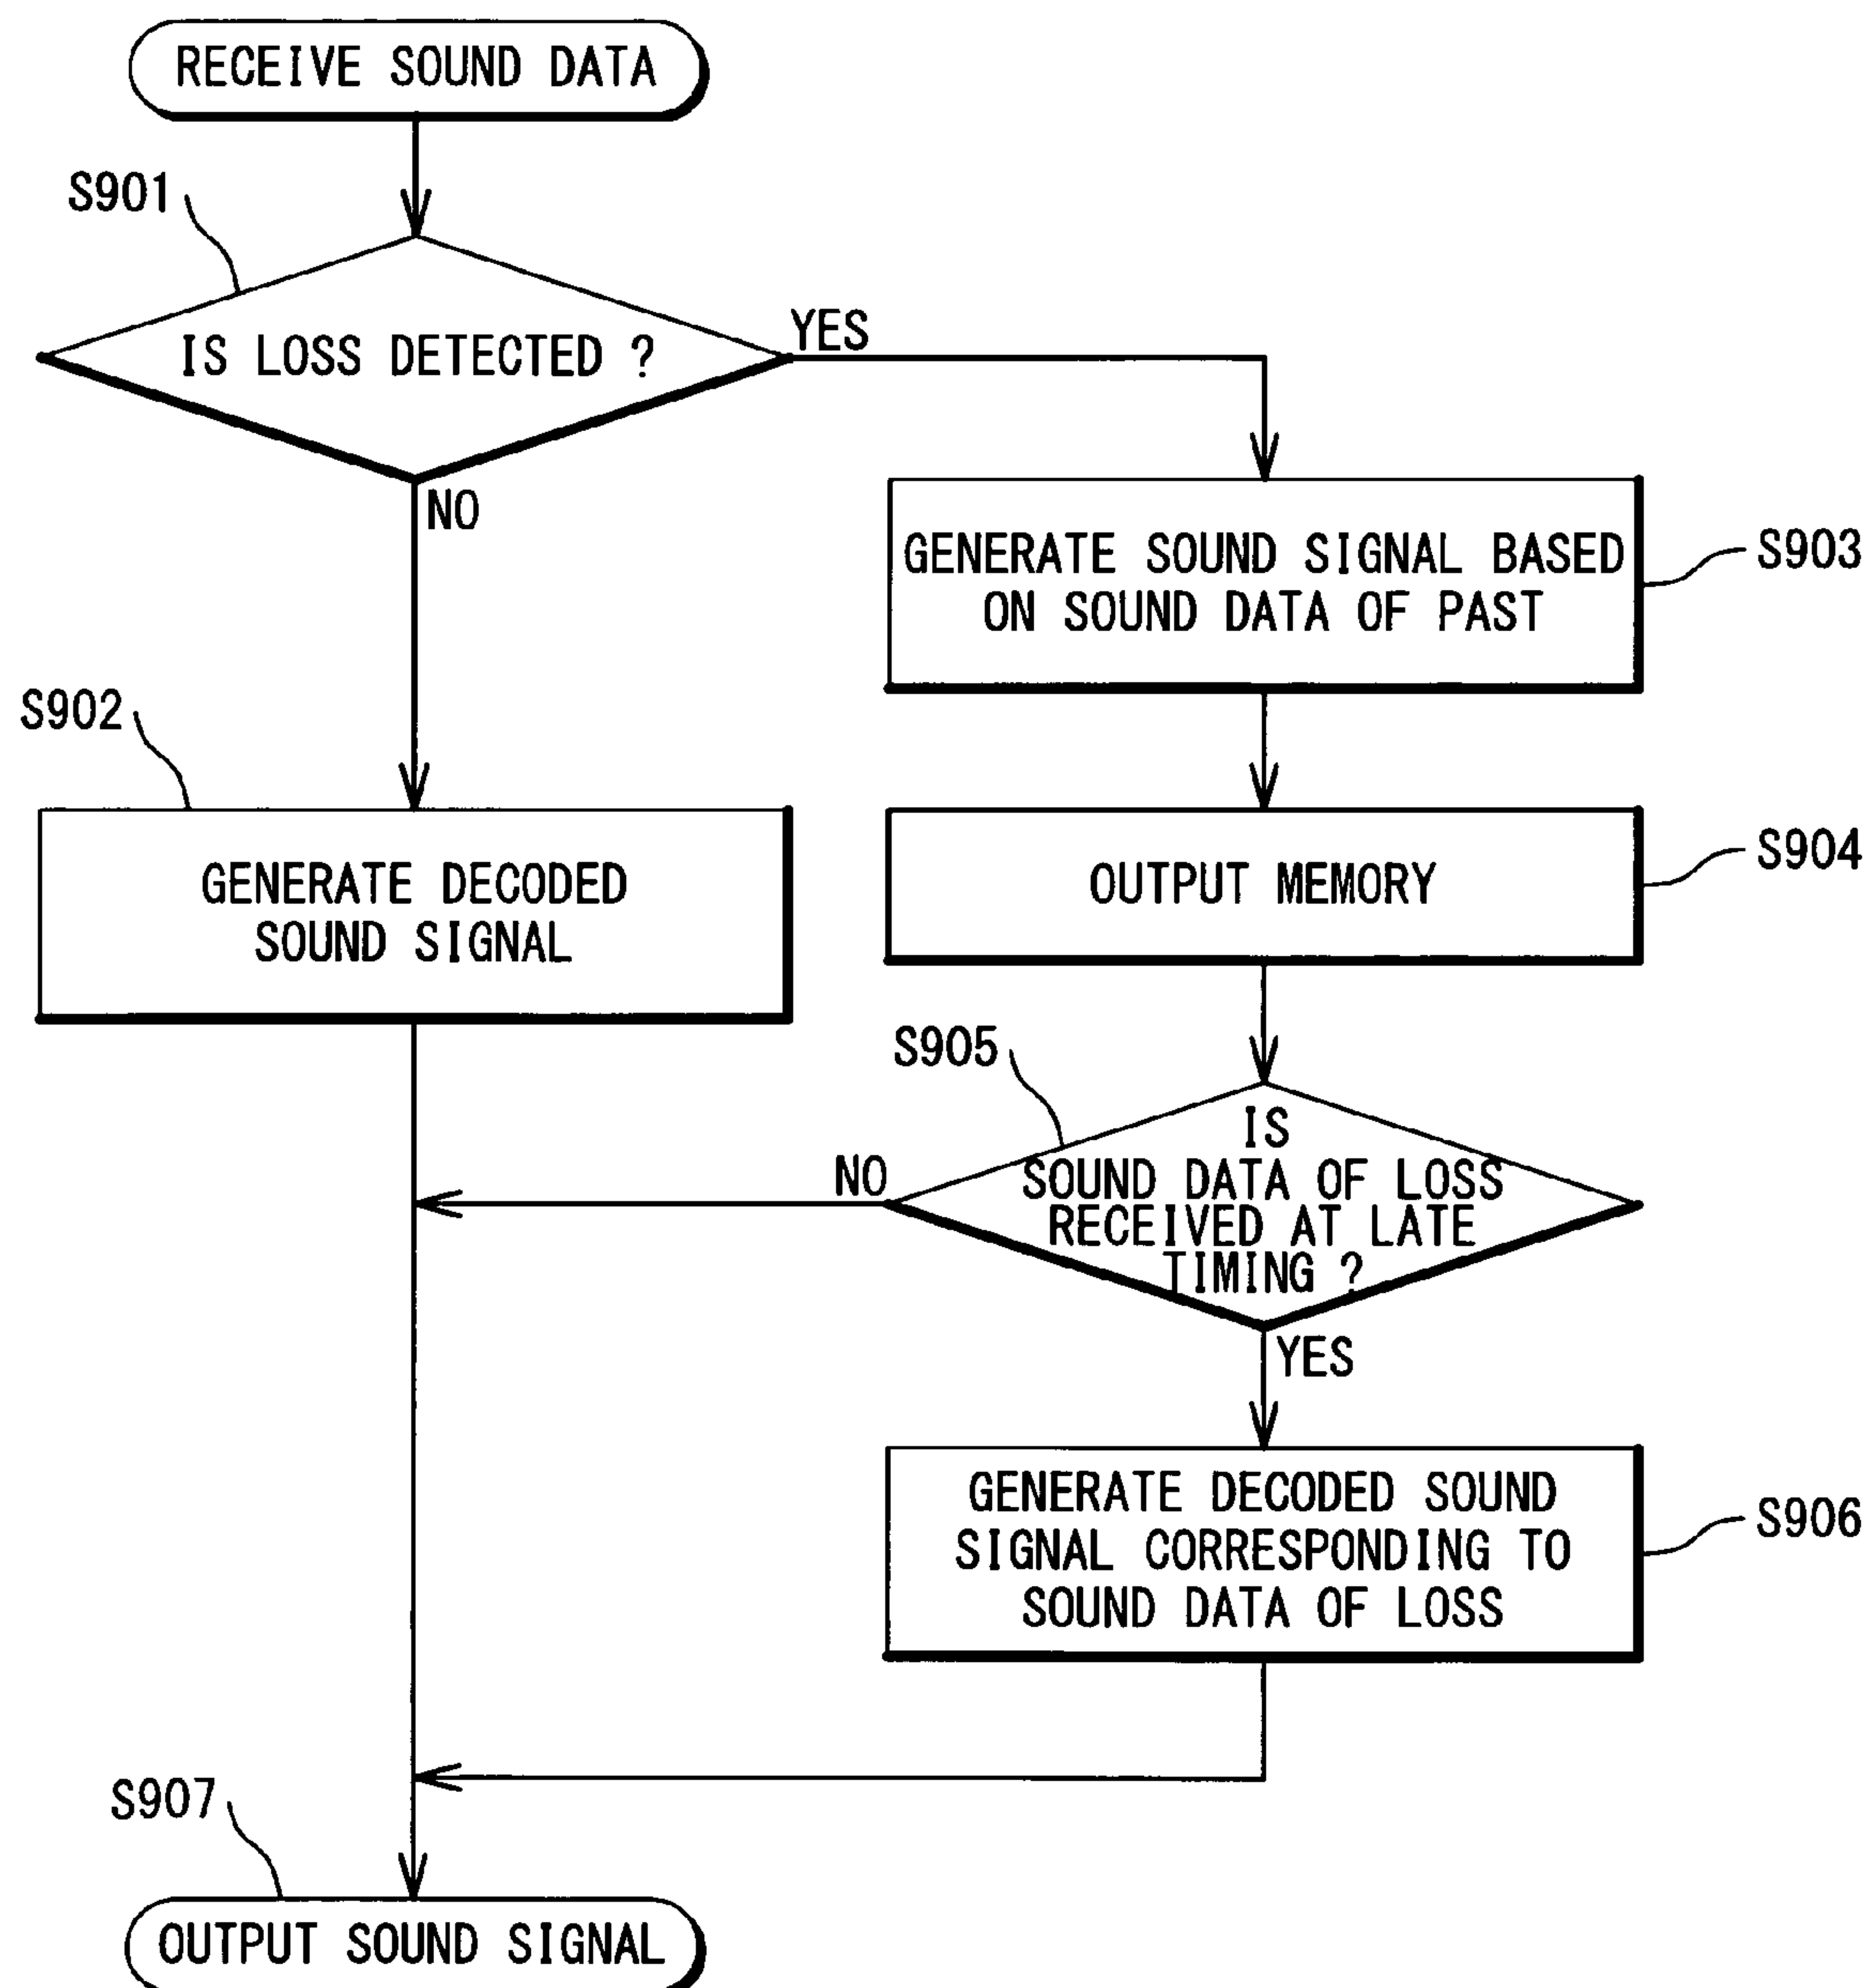 RECEIVE SOUND DATA
S901
IS LOSS DETECTED ?
YES
NO
GENERATE SOUND SIGNAL BASED
ON SOUND DATA OF PAST
S903
S902
GENERATE DECODED
SOUND SIGNAL
OUTPUT MEMORY
S904
S905
IS
SOUND DATA OF LOSS
RECEIVED AT LATE
TIMING ?
NO
YES
GENERATE DECODED SOUND
SIGNAL CORRESPONDING TO
SOUND DATA OF LOSS
S906
S907
OUTPUT SOUND SIGNAL